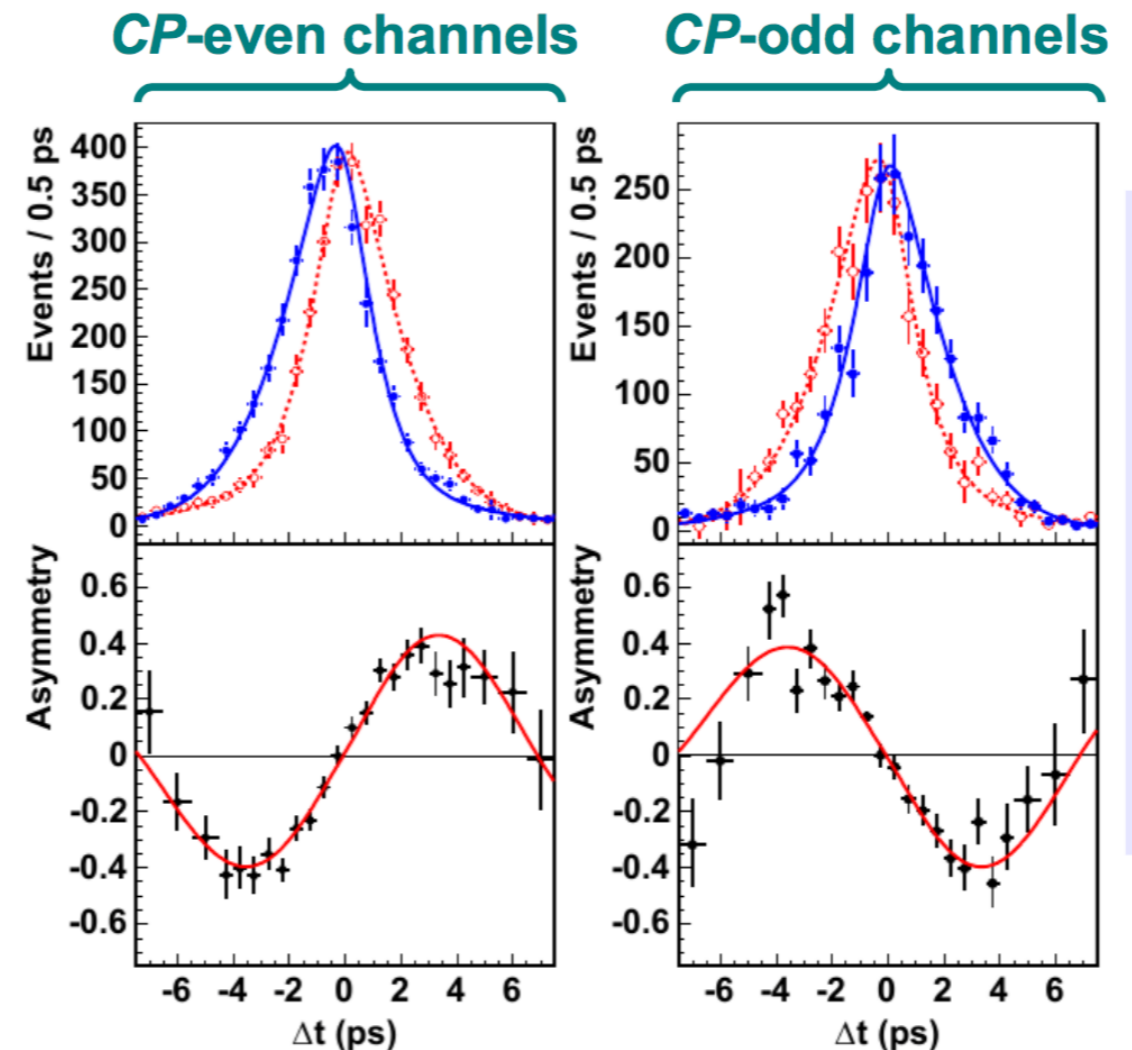 CP-even channels
CP-odd channels
Events / 0.5 ps
400
350
300
250
200
150
100
50
0
Events / 0.5 ps
250
200
150
100
50
0
Asymmetry
0.6
0.4
0.2
0
-0.2
-0.4
-0.6
Asymmetry
0.6
0.4
0.2
0
-0.2
-0.4
-0.6
-6 -4 -2 0 2 4 6
Δt (ps)
-6 -4 -2 0 2 4 6
Δt (ps)